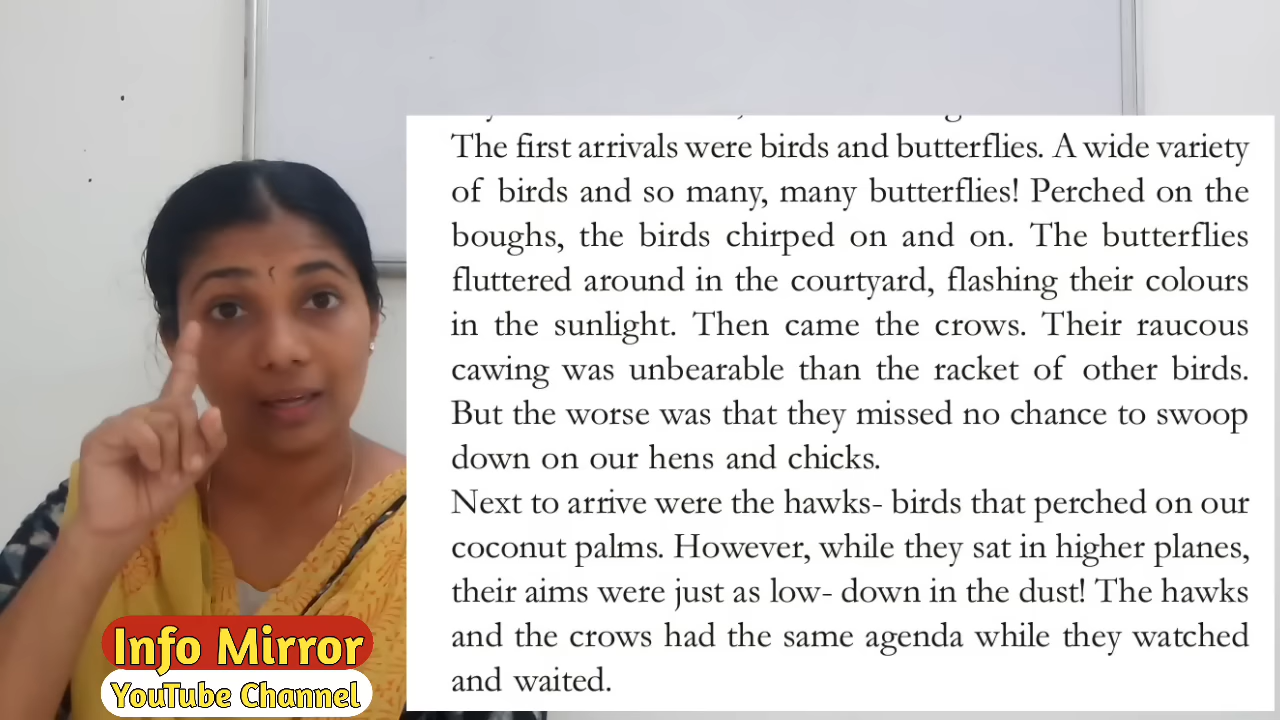 The first arrivals were birds and butterflies. A wide variety
of birds and so many, many butterflies! Perched on the
boughs, the birds chirped on and on. The butterflies
fluttered around in the courtyard, flashing their colours
in the sunlight. Then came the crows. Their raucous
cawing was unbearable than the racket of other birds.
But the worse was that they missed no chance to swoop
down on our hens and chicks.
Next to arrive were the hawks- birds that perched on our
coconut palms. However, while they sat in higher planes,
their aims were just as low- down in the dust! The hawks
and the crows had the same agenda while they watched
and waited.
Info Mirror
YouTube Channel